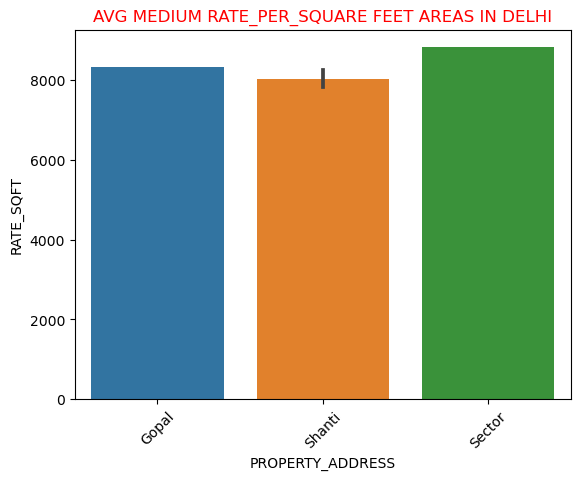 AVG MEDIUM RATE_PER_SQUARE FEET AREAS IN DELHI
RATE_SQFT
8000
6000
4000
2000
0
Gopal
Shanti
Sector
PROPERTY_ADDRESS